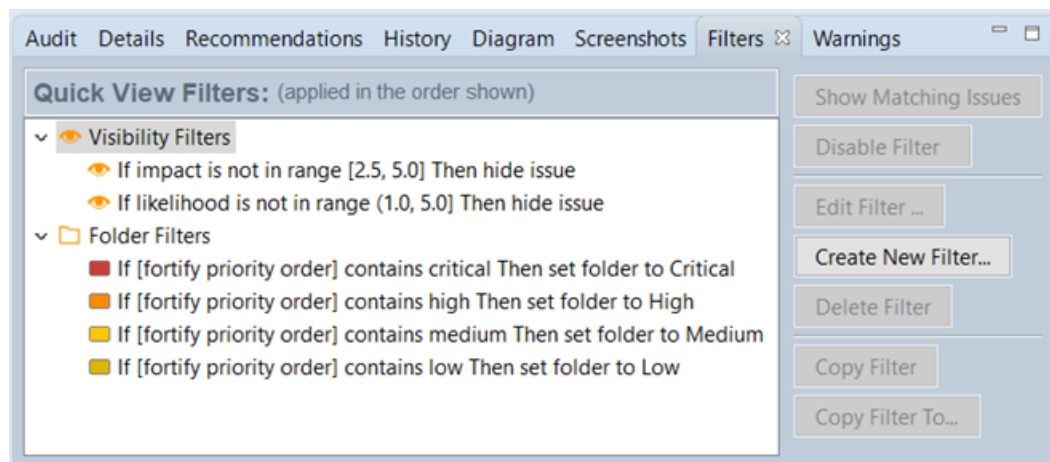 Audit Details Recommendations History Diagram Screenshots Filters Warnings
Quick View Filters: (applied in the order shown)
Visibility Filters
If impact is not in range [2.5, 5.0] Then hide issue
If likelihood is not in range (1.0, 5.0] Then hide issue
Folder Filters
If [fortify priority order] contains critical Then set folder to Critical
If [fortify priority order] contains high Then set folder to High
If [fortify priority order] contains medium Then set folder to Medium
If [fortify priority order] contains low Then set folder to Low
Show Matching Issues
Disable Filter
Edit Filter ...
Create New Filter...
Delete Filter
Copy Filter
Copy Filter To...